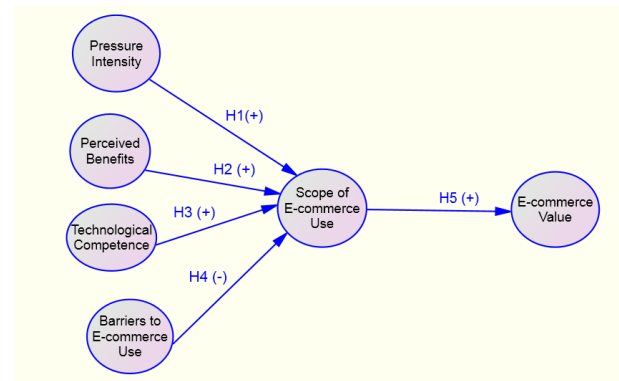 Pressure
Intensity
H1(+)
Perceived
Benefits
H2 (+)
Scope of
E-commerce
Use
H5 (+)
E-commerce
Value
Technological
Competence
H3 (+)
H4 (-)
Barriers to
E-commerce
Use